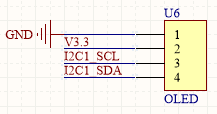 U6
GND
1
V3.3
2
I2C1_SCL
3
I2C1_SDA
4
OLED